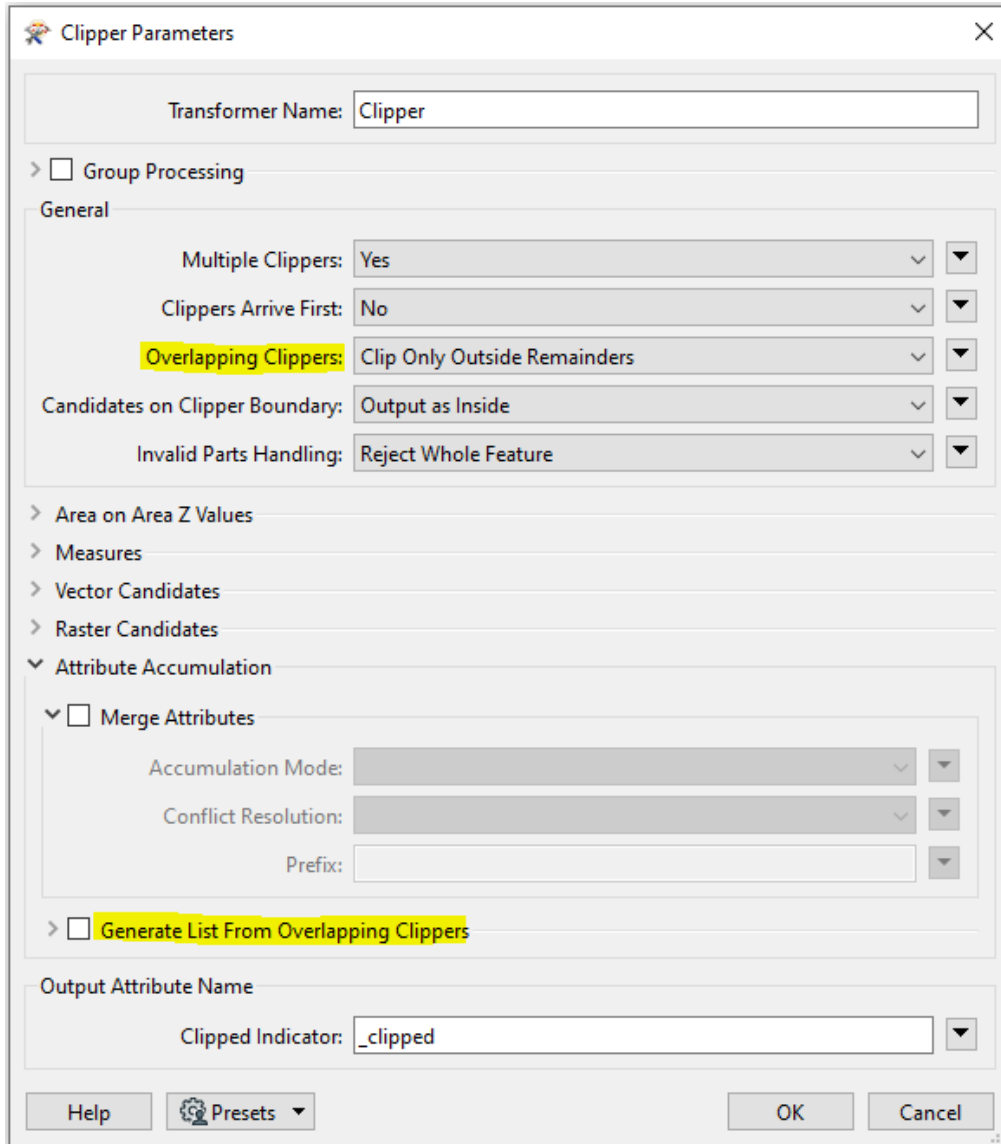 Clipper Parameters
Transformer Name: Clipper
Group Processing
General
Multiple Clippers: Yes
Clippers Arrive First: No
Overlapping Clippers: Clip Only Outside Remainders
Candidates on Clipper Boundary: Output as Inside
Invalid Parts Handling: Reject Whole Feature
Area on Area Z Values
Measures
Vector Candidates
Raster Candidates
Attribute Accumulation
Merge Attributes
Accumulation Mode:
Conflict Resolution:
Prefix:
Generate List From Overlapping Clippers
Output Attribute Name
Clipped Indicator: _clipped
Help Presets OK Cancel